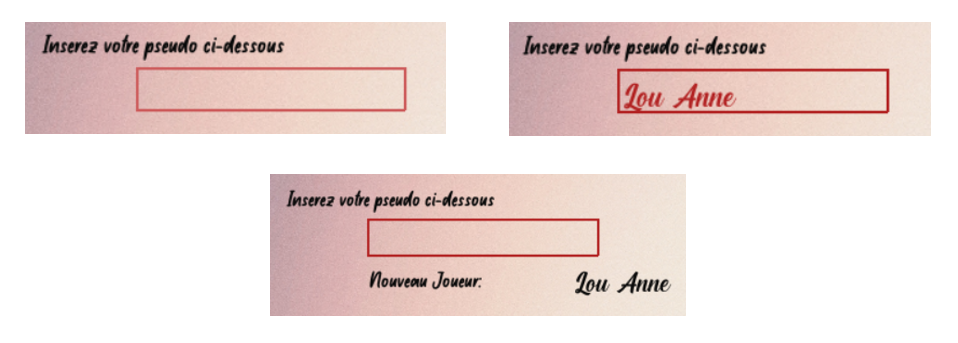 Inserez votre pseudo ci-dessous
Inserez votre pseudo ci-dessous
Lou Anne
Inserez votre pseudo ci-dessous
Nouveau Joueur: Lou Anne